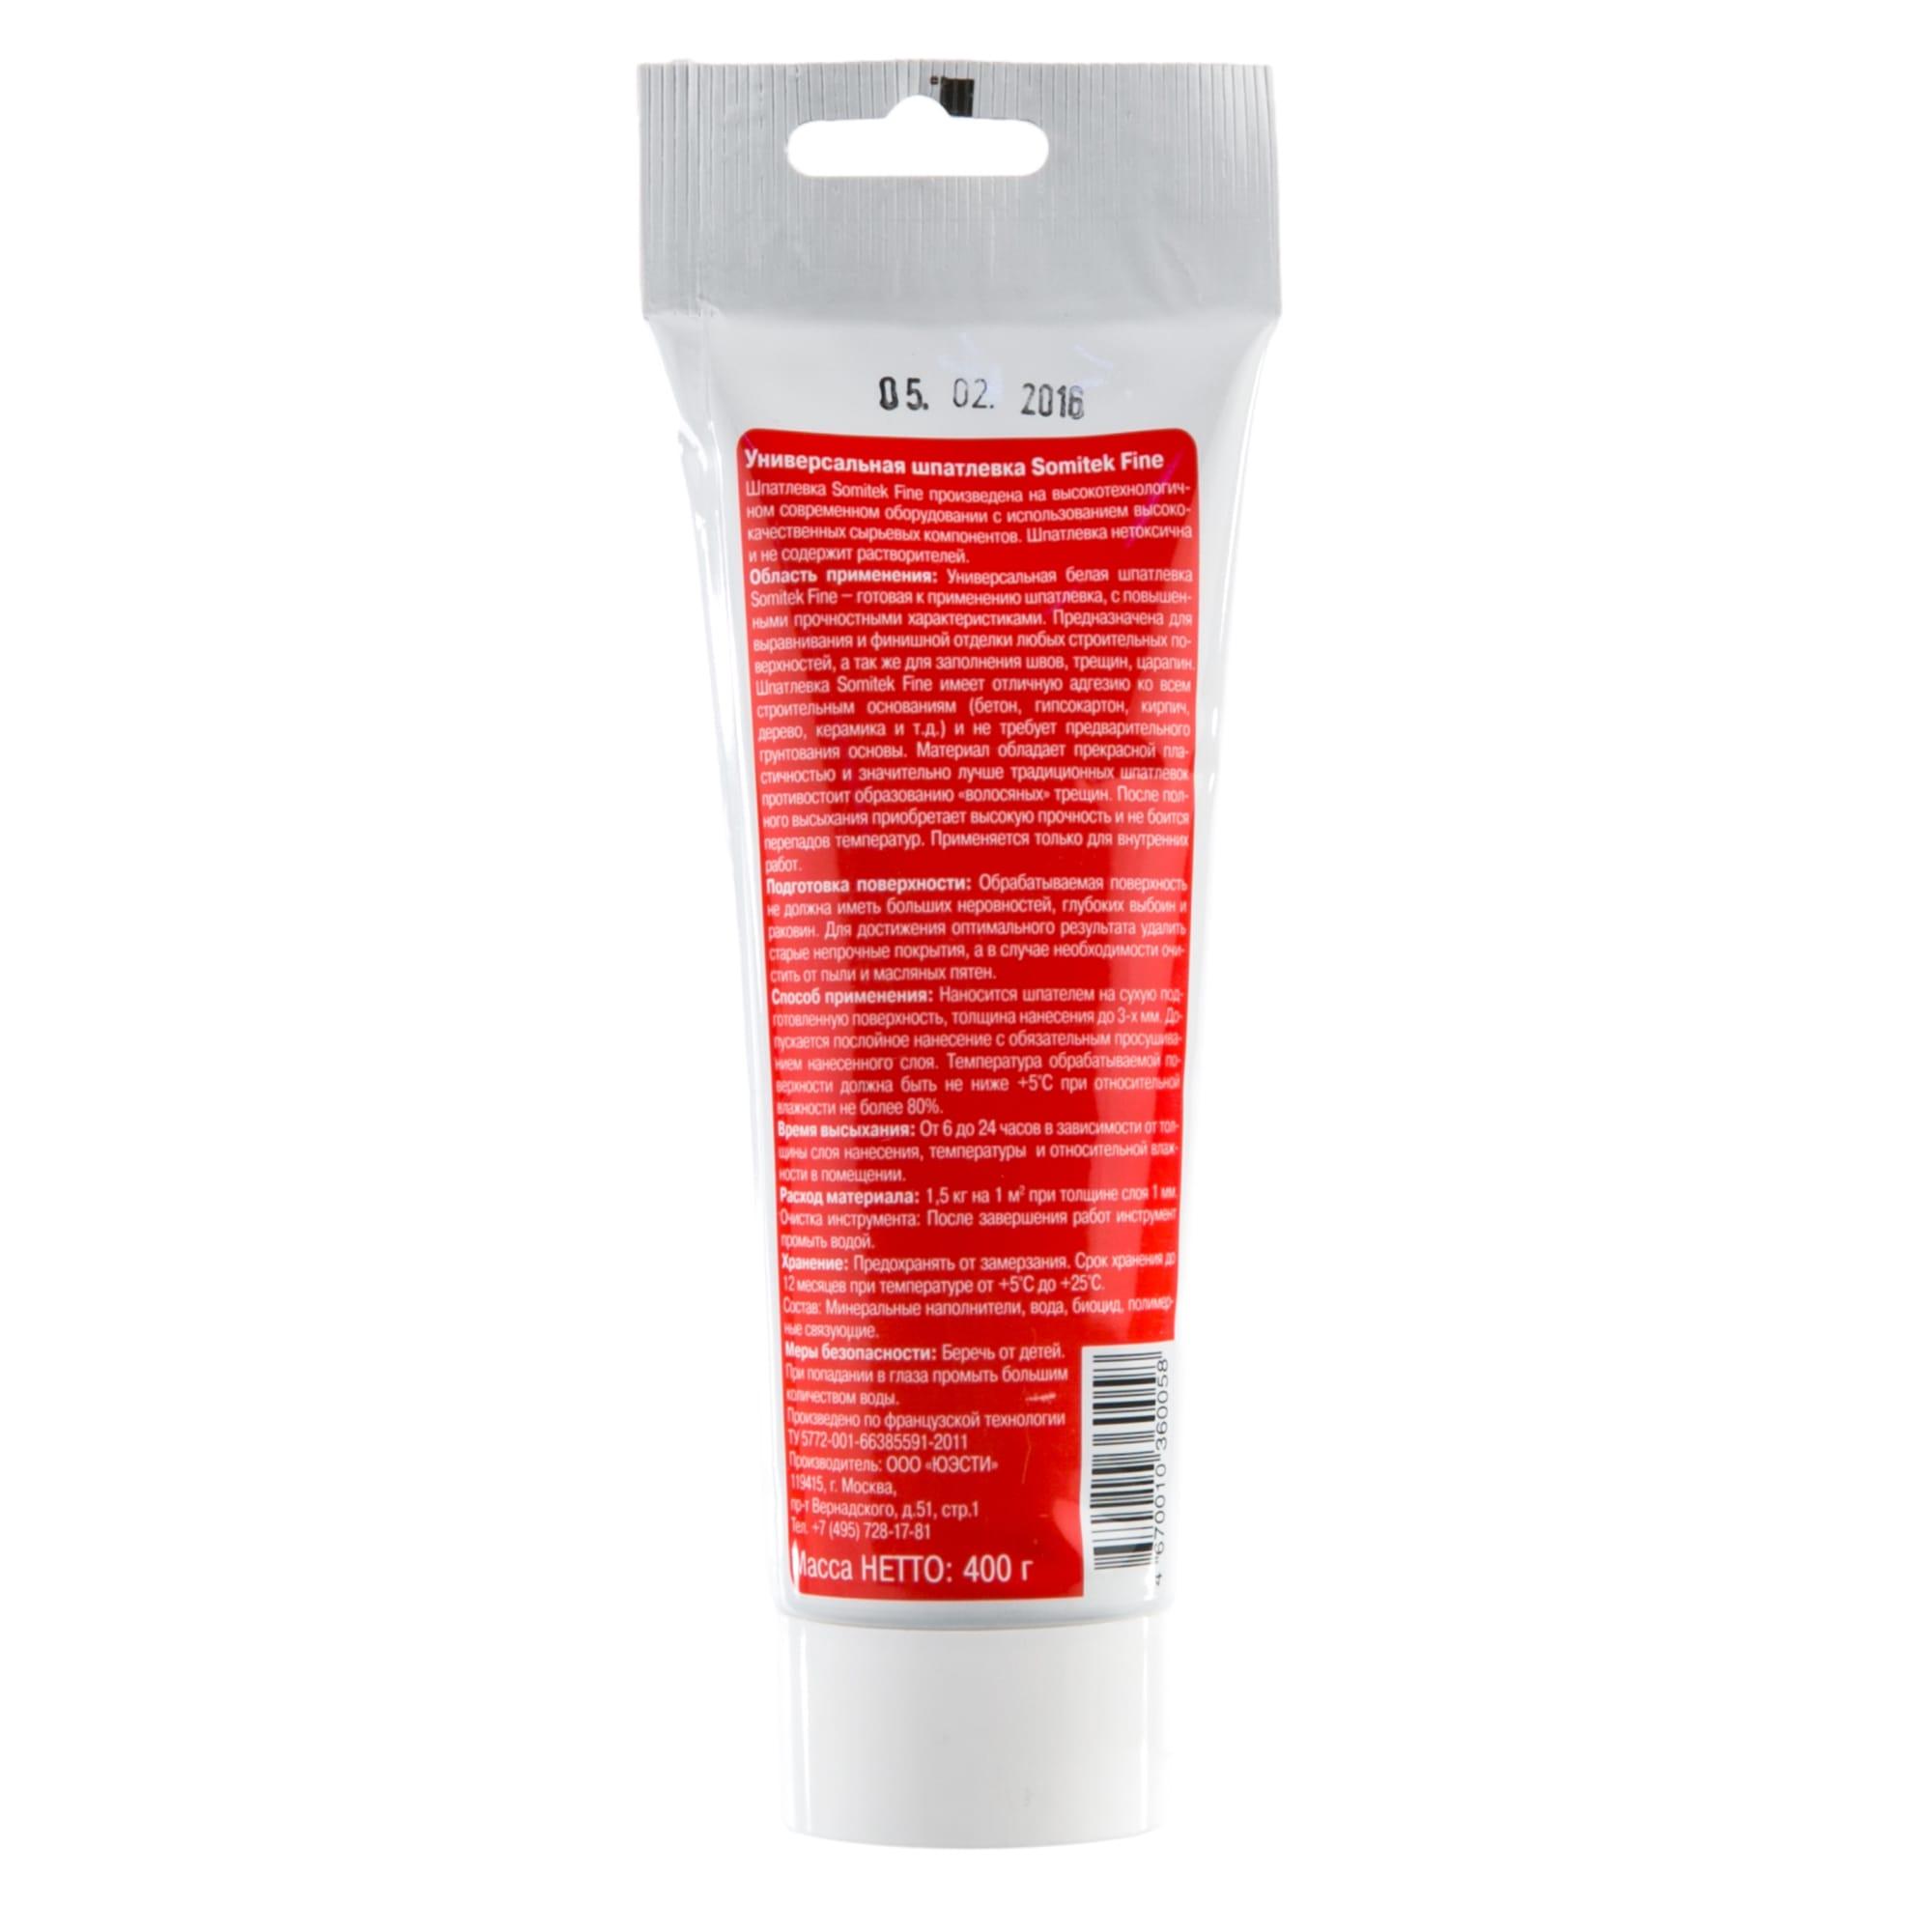 05. 02. 2016
Универсальная шпатлевка Somitek Fine
Шпатлевка Somitek Fine произведена на высокотехнологич-
ном современном оборудовании с использованием высоко-
качественных сырьевых компонентов. Шпатлевка нетоксична
и не содержит растворителей.
Область применения: Универсальная белая шпатлевка
Somitek Fine – готовая к применению шпатлевка, с повышен-
ными прочностными характеристиками. Предназначена для
выравнивания и финишной отделки любых строительных по-
верхностей, а так же для заполнения швов, трещин, царапин.
Шпатлевка Somitek Fine имеет отличную адгезию ко всем
строительным основаниям (бетон, гипсокартон, кирпич,
дерево, керамика и т.д.) и не требует предварительного
грунтования основы. Материал обладает прекрасной пла-
стичностью и значительно лучше традиционных шпатлевок
противостоит образованию «волосяных» трещин. После пол-
ного высыхания приобретает высокую прочность и не боится
перепадов температур. Применяется только для внутренних
работ.
Подготовка поверхности: Обрабатываемая поверхность
не должна иметь больших неровностей, глубоких выбоин и
раковин. Для достижения оптимального результата удалить
старые непрочные покрытия, а в случае необходимости очи-
стить от пыли и масляных пятен.
Способ применения: Наносится шпателем на сухую под-
готовленную поверхность, толщина нанесения до 3-х мм. До-
пускается послойное нанесение с обязательным просушива-
нием нанесенного слоя. Температура обрабатываемой по-
верхности должна быть не ниже +5°С при относительной
влажности не более 80%.
Время высыхания: От 6 до 24 часов в зависимости от тол-
щины слоя нанесения, температуры и относительной влаж-
ности в помещении.
Расход материала: 1,5 кг на 1 м² при толщине слоя 1 мм.
Очистка инструмента: После завершения работ инструмент
промыть водой.
Хранение: Предохранять от замерзания. Срок хранения до
12 месяцев при температуре от +5°С до +25°С.
Состав: Минеральные наполнители, вода, биоцид, полимер-
ные связующие.
Меры безопасности: Беречь от детей.
При попадании в глаза промыть большим
количеством воды.
Произведено по французской технологии
ТУ 5772-001-66385591-2011
Производитель: ООО «ЮЭСТИ»
119415, г. Москва,
пр-т Вернадского, д.51, стр.1
Тел. +7 (495) 728-17-81
Масса НЕТТО: 400 г
4 670010 360058